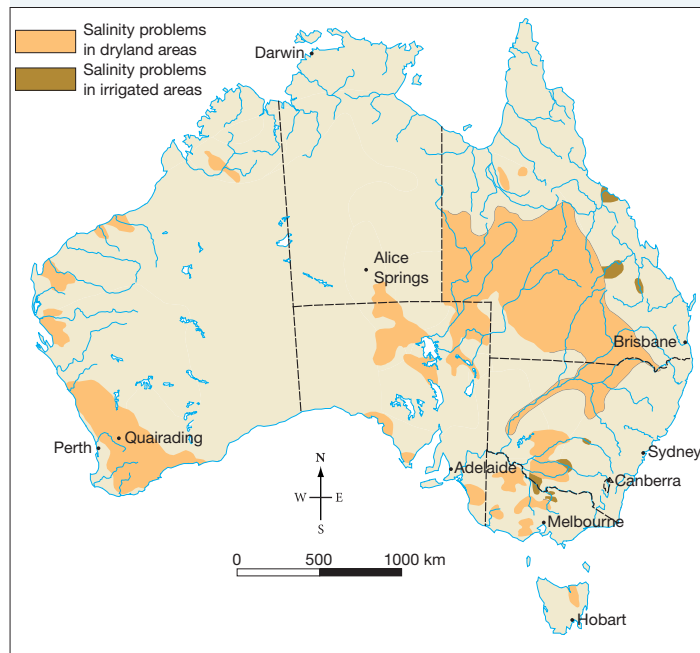 Salinity problems
in dryland areas
Salinity problems
in irrigated areas
Darwin
Alice
Springs
Brisbane
Quairading
Perth
Sydney
Adelaide
Canberra
Melbourne
N
W E
S
0 500 1000 km
Hobart